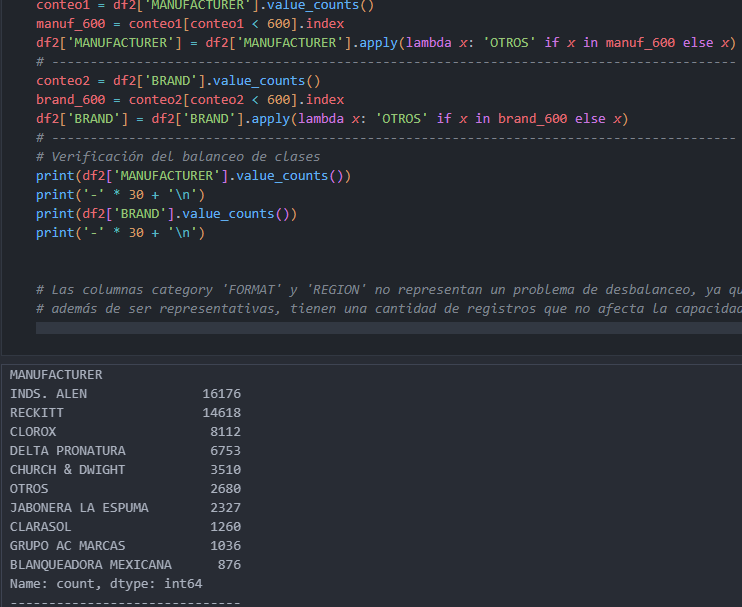 conteo1 = df2['MANUFACTURER'].value_counts()
manuf_600 = conteo1[conteo1 < 600].index
df2['MANUFACTURER'] = df2['MANUFACTURER'].apply(lambda x: 'OTROS' if x in manuf_600 else x)
# -----------------------------------------------------------------------------------------
conteo2 = df2['BRAND'].value_counts()
brand_600 = conteo2[conteo2 < 600].index
df2['BRAND'] = df2['BRAND'].apply(lambda x: 'OTROS' if x in brand_600 else x)
# -----------------------------------------------------------------------------------------
# Verificación del balanceo de clases
print(df2['MANUFACTURER'].value_counts())
print('-' * 30 + '\n')
print(df2['BRAND'].value_counts())
print('-' * 30 + '\n')
# Las columnas category 'FORMAT' y 'REGION' no representan un problema de desbalanceo, ya qu
# además de ser representativas, tienen una cantidad de registros que no afecta la capacidad
MANUFACTURER
INDS. ALEN               16176
RECKITT                  14618
CLOROX                    8112
DELTA PRONATURA           6753
CHURCH & DWIGHT           3510
OTROS                     2680
JABONERA LA ESPUMA        2327
CLARASOL                  1260
GRUPO AC MARCAS           1036
BLANQUEADORA MEXICANA      876
Name: count, dtype: int64
------------------------------